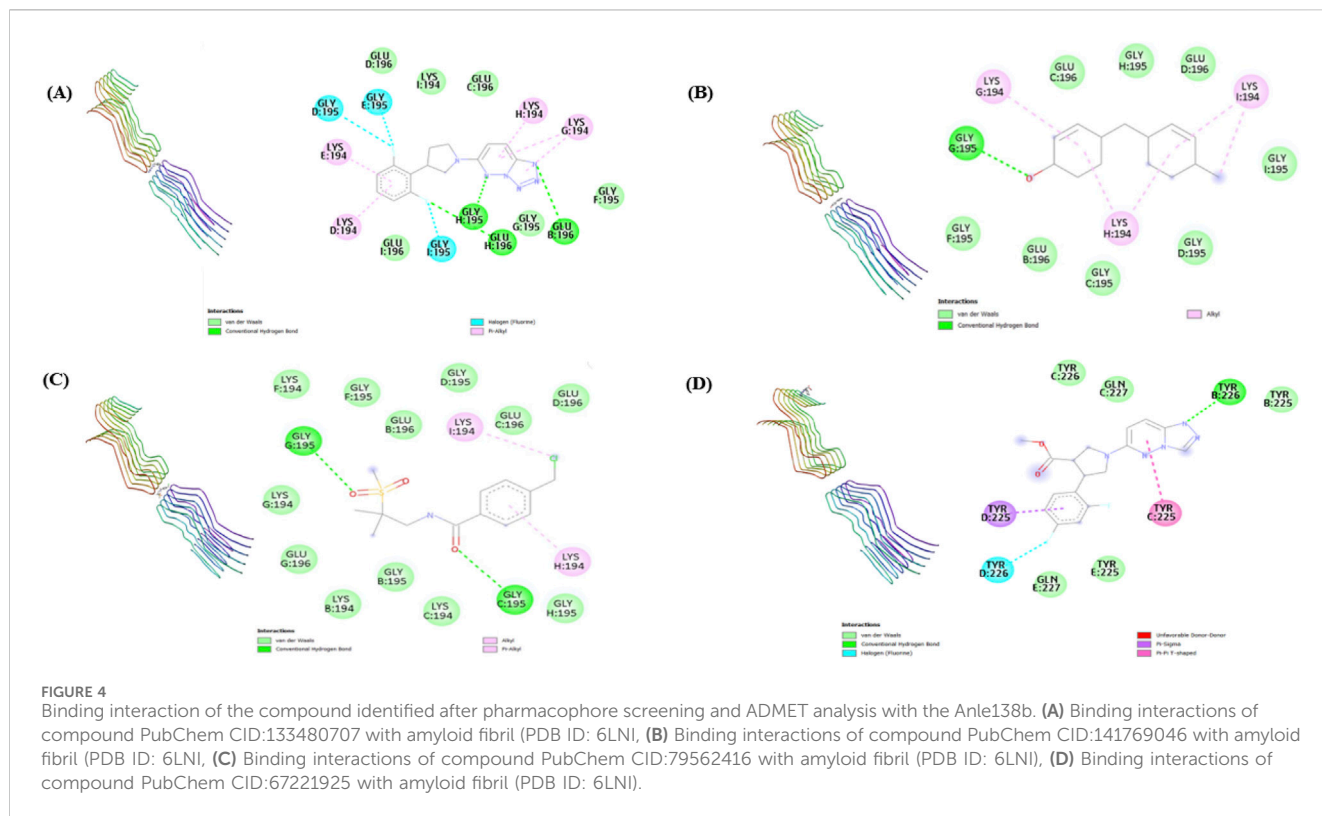 (A)
GLU
D:196
LYS
I:194
GLU
C:196
GLY
D:195
GLY
E:195
LYS
H:194
LYS
G:194
LYS
E:194
GLY
F:195
LYS
D:194
GLY
H:195
GLY
G:195
GLU
B:196
GLU
I:196
GLY
I:195
GLU
H:196
Interactions
van der Waals
Conventional Hydrogen Bond
Halogen (Fluorine)
Pi-Alkyl
(B)
LYS
G:194
GLU
C:196
GLY
H:195
GLU
D:196
LYS
I:194
GLY
G:195
GLY
I:195
GLY
F:195
GLU
B:196
LYS
H:194
GLY
C:195
GLY
D:195
Interactions
van der Waals
Conventional Hydrogen Bond
Alkyl
(C)
LYS
F:194
GLY
F:195
GLY
D:195
GLU
D:196
GLY
G:195
GLU
B:196
LYS
I:194
GLU
C:196
LYS
G:194
GLU
G:196
LYS
H:194
LYS
B:194
GLY
B:195
LYS
C:194
GLY
C:195
GLY
H:195
Interactions
van der Waals
Conventional Hydrogen Bond
Alkyl
Pi-Alkyl
(D)
TYR
C:226
GLN
C:227
TYR
B:226
TYR
B:225
TYR
D:225
TYR
C:225
TYR
D:226
GLN
E:227
TYR
E:225
Interactions
van der Waals
Conventional Hydrogen Bond
Halogen (Fluorine)
Unfavorable Donor-Donor
Pi-Sigma
Pi-Pi T-shaped
FIGURE 4
Binding interaction of the compound identified after pharmacophore screening and ADMET analysis with the Anle138b. (A) Binding interactions of
compound PubChem CID:133480707 with amyloid fibril (PDB ID: 6LNI, (B) Binding interactions of compound PubChem CID:141769046 with amyloid
fibril (PDB ID: 6LNI, (C) Binding interactions of compound PubChem CID:79562416 with amyloid fibril (PDB ID: 6LNI), (D) Binding interactions of
compound PubChem CID:67221925 with amyloid fibril (PDB ID: 6LNI).